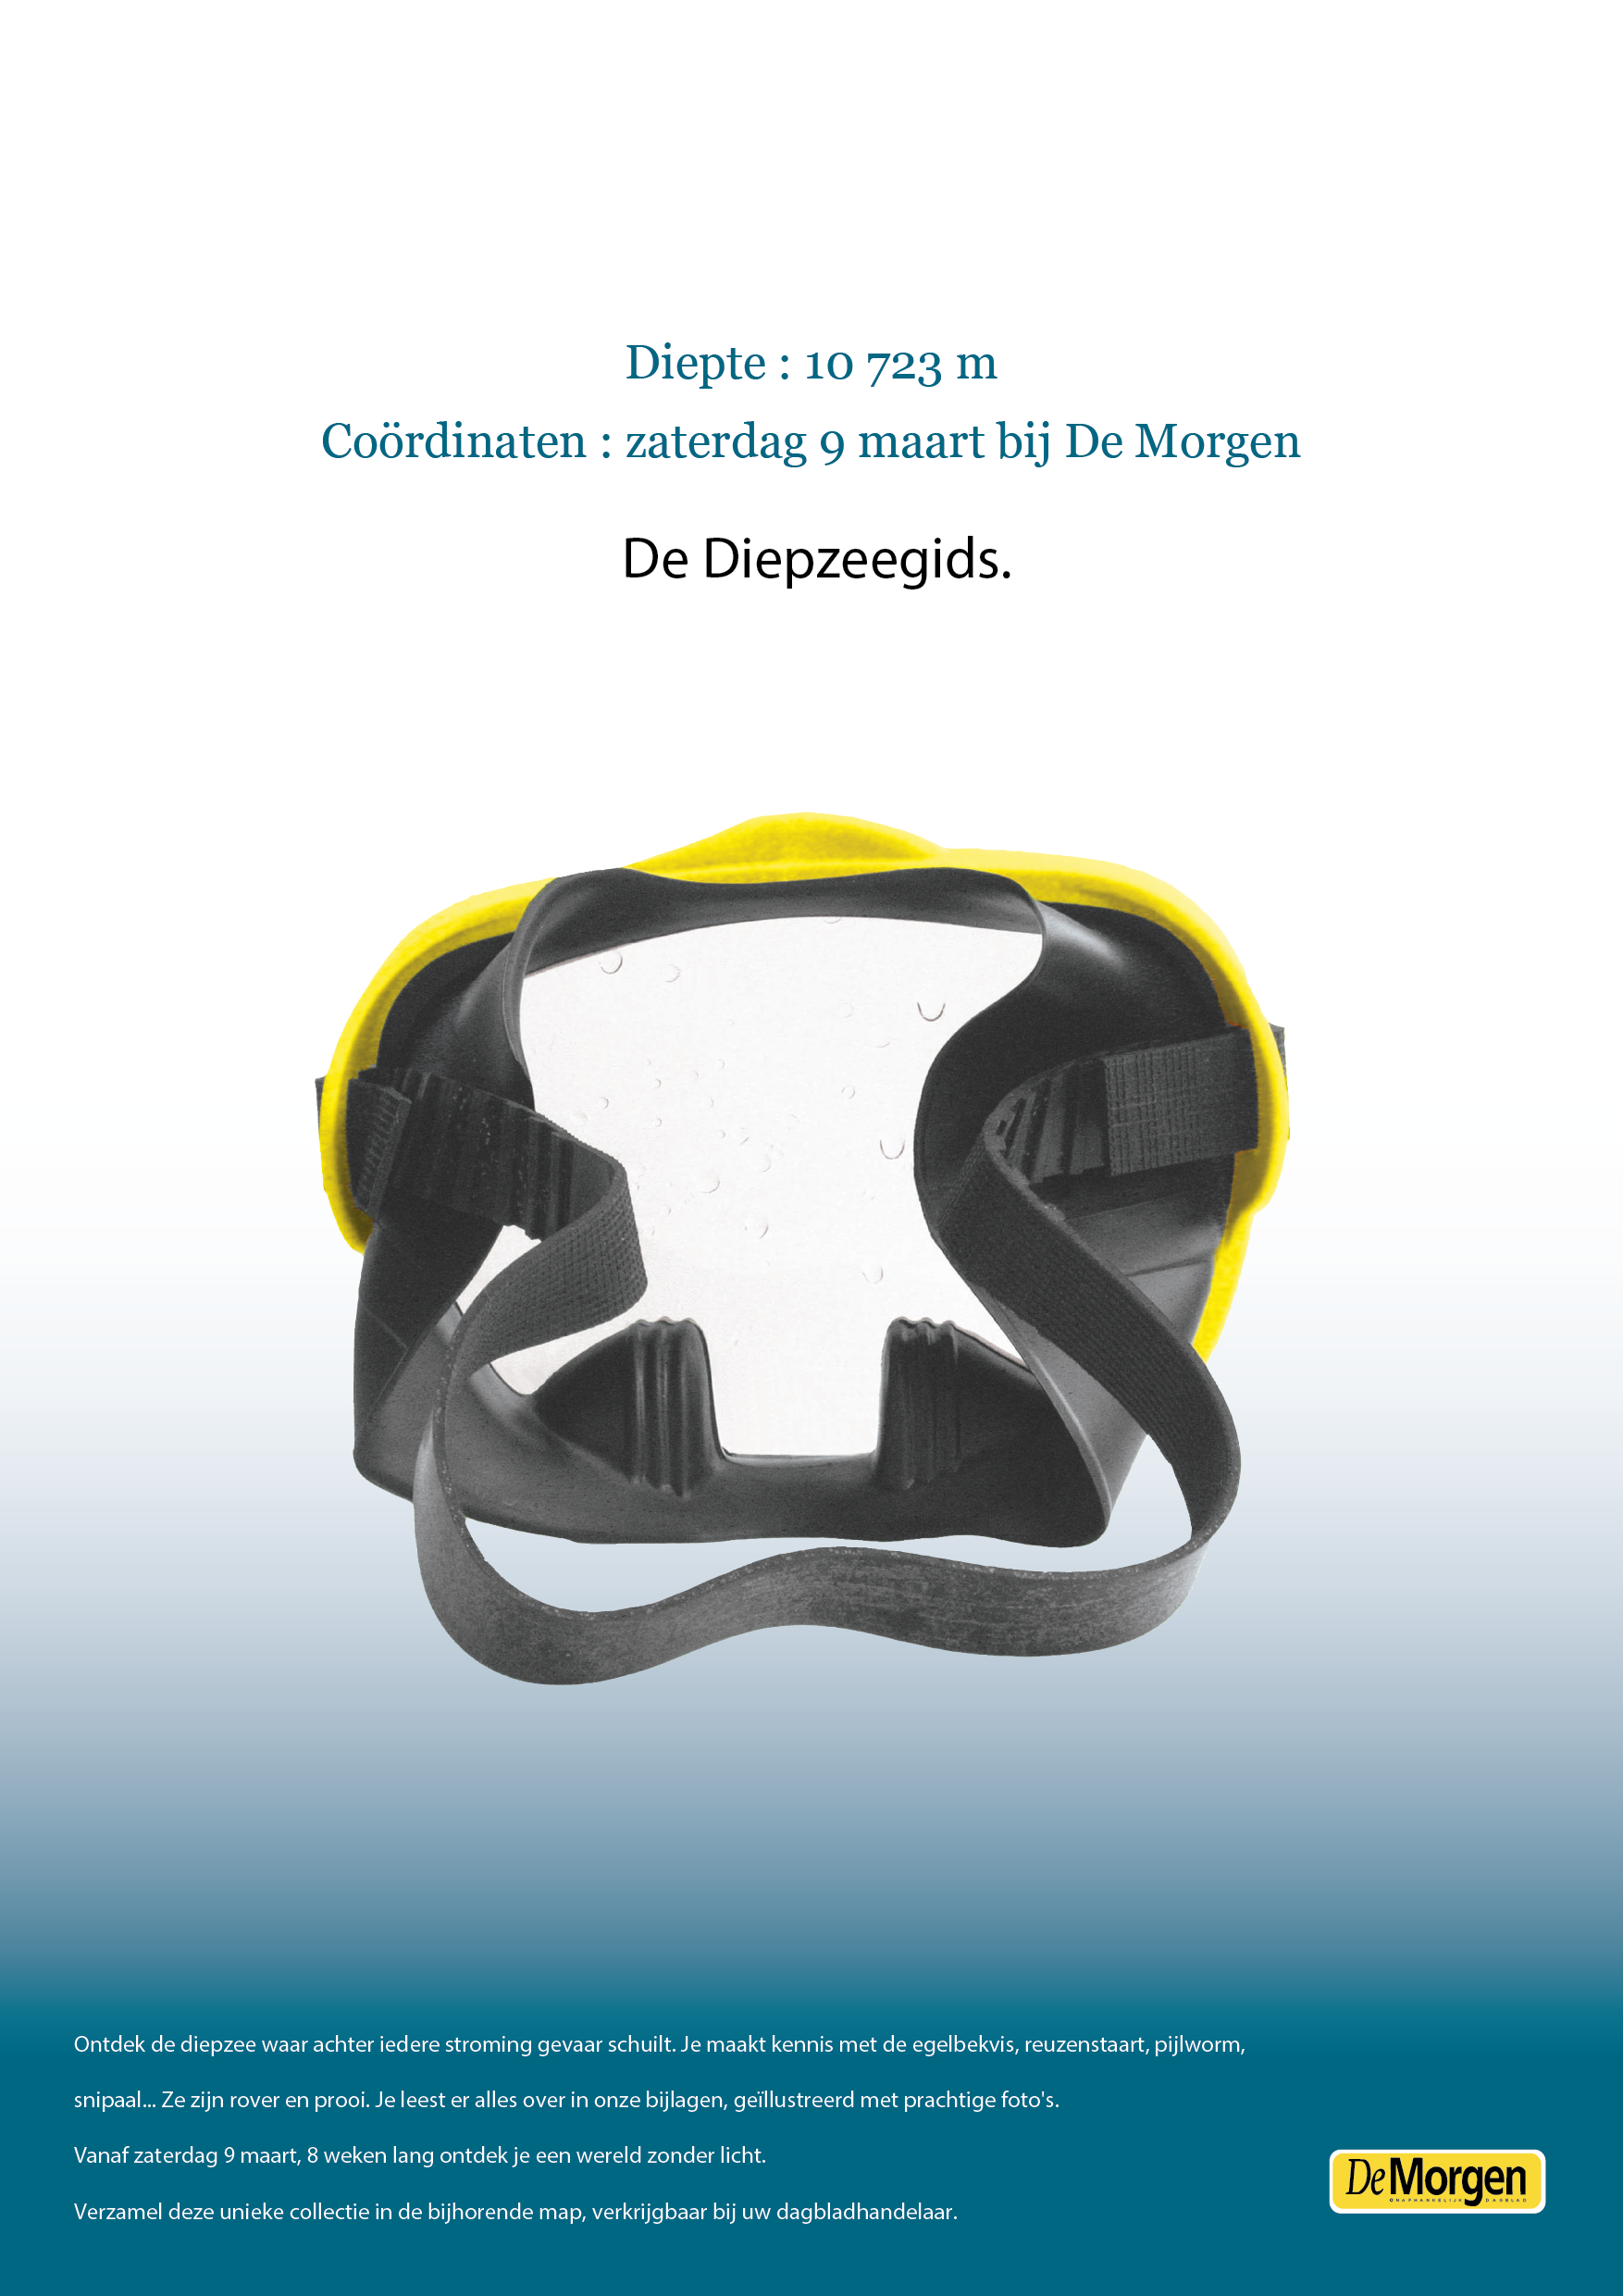 Diepte : 10 723 m
Coördinaten : zaterdag 9 maart bij De Morgen
De Diepzeegids.
Ontdek de diepzee waar achter iedere stroming gevaar schuilt. Je maakt kennis met de egelbekvis, reuzenstaart, pijlworm,
snipaal... Ze zijn rover en prooi. Je leest er alles over in onze bijlagen, geïllustreerd met prachtige foto's.
Vanaf zaterdag 9 maart, 8 weken lang ontdek je een wereld zonder licht.
Verzamel deze unieke collectie in de bijhorende map, verkrijgbaar bij uw dagbladhandelaar.
De Morgen
ONAFHANKELIJK DAGBLAD